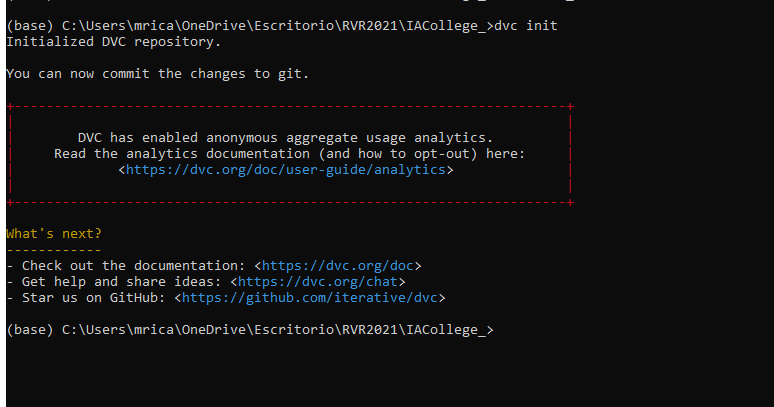 (base) C:\Users\mrica\OneDrive\Escritorio\RVR2021\IACollege_>dvc init
Initialized DVC repository.
You can now commit the changes to git.
+---------------------------------------------------------------------+
|                                                                     |
|        DVC has enabled anonymous aggregate usage analytics.         |
|     Read the analytics documentation (and how to opt-out) here:     |
|             <https://dvc.org/doc/user-guide/analytics>              |
|                                                                     |
+---------------------------------------------------------------------+
What's next?
------------
- Check out the documentation: <https://dvc.org/doc>
- Get help and share ideas: <https://dvc.org/chat>
- Star us on GitHub: <https://github.com/iterative/dvc>
(base) C:\Users\mrica\OneDrive\Escritorio\RVR2021\IACollege_>